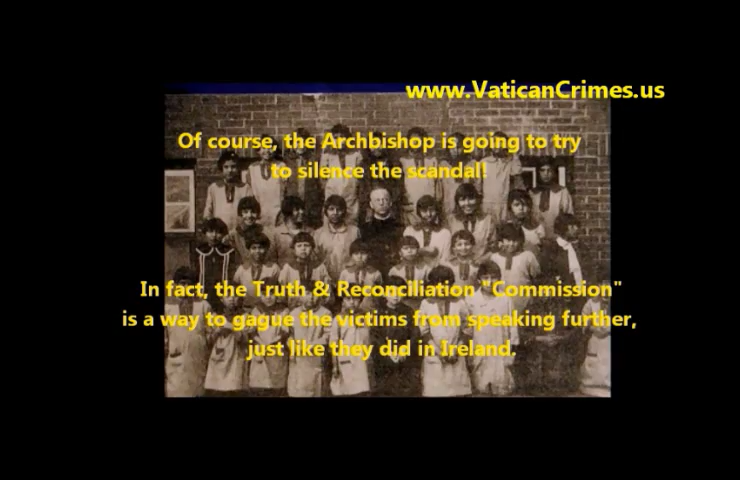 www.VaticanCrimes.us
Of course, the Archbishop is going to try
to silence the scandal!
In fact, the Truth & Reconciliation "Commission"
is a way to gague the victims from speaking further,
just like they did in Ireland.